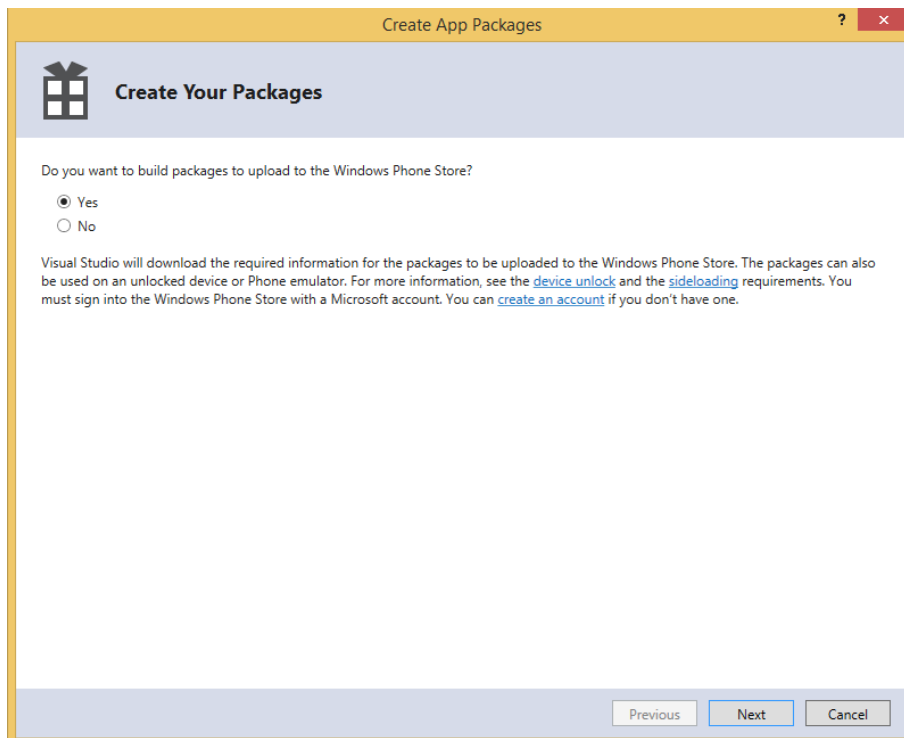 Create App Packages
? ×
Create Your Packages
Do you want to build packages to upload to the Windows Phone Store?
Yes
No
Visual Studio will download the required information for the packages to be uploaded to the Windows Phone Store. The packages can also
be used on an unlocked device or Phone emulator. For more information, see the device unlock and the sideloading requirements. You
must sign into the Windows Phone Store with a Microsoft account. You can create an account if you don't have one.
Previous Next Cancel